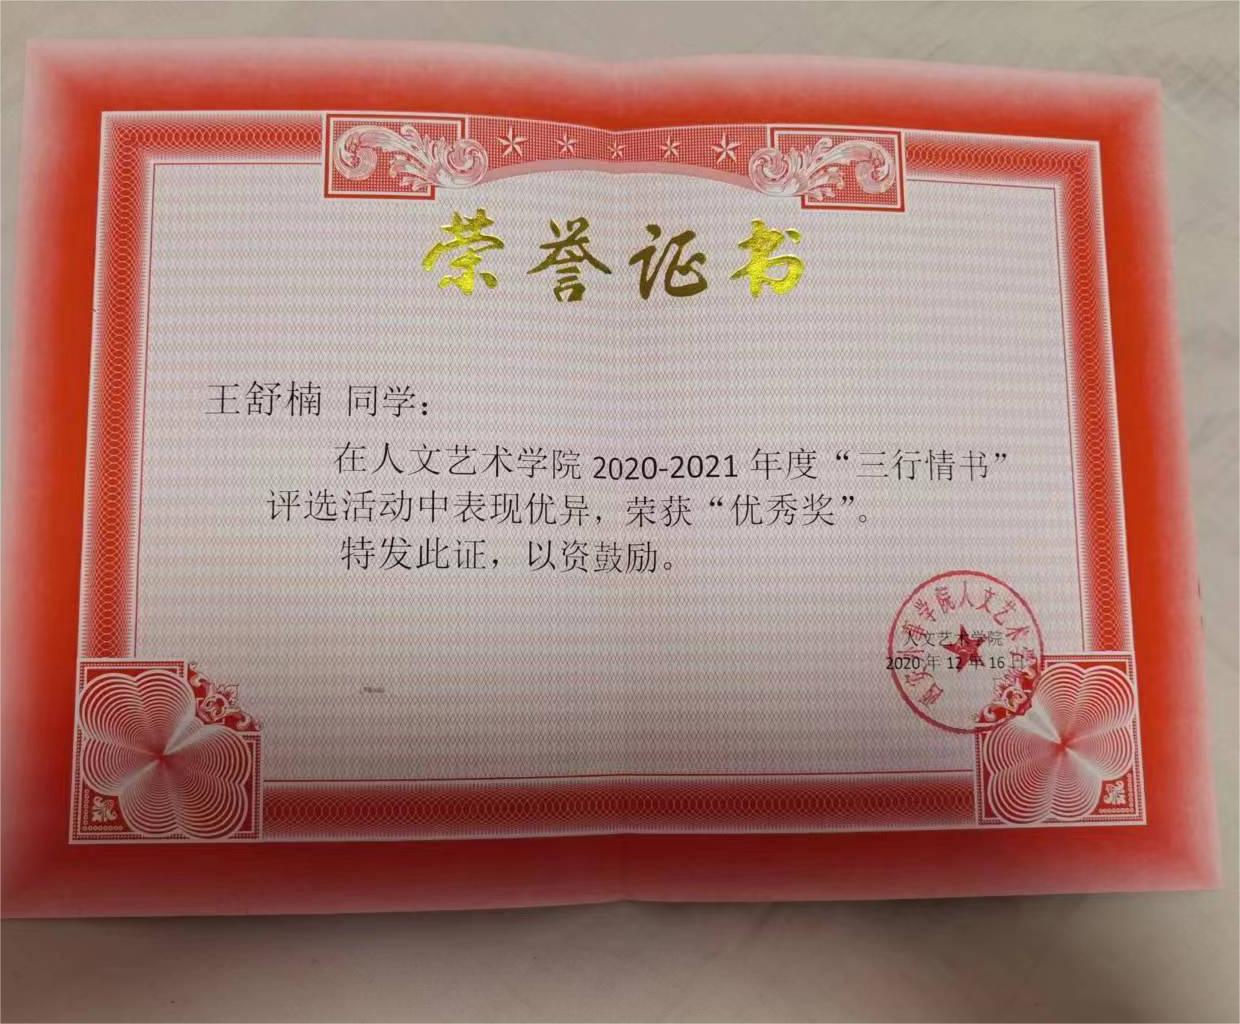 荣誉证书
王舒楠 同学：
在人文艺术学院 2020-2021 年度“三行情书”
评选活动中表现优异，荣获“优秀奖”。
特发此证，以资鼓励。
人文艺术学院
2020 年 12 年 16 日